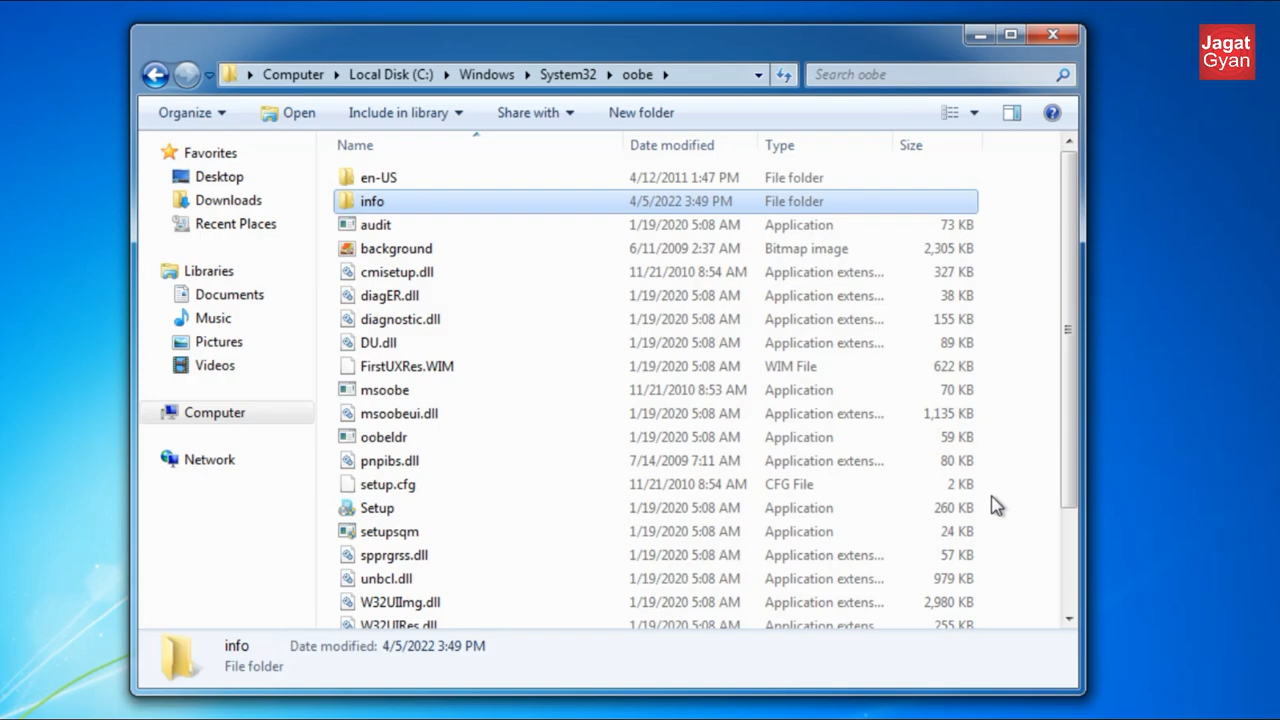 Jagat
Gyan
Computer Local Disk (C:) Windows System32 oobe
Search oobe
Organize Open Include in library Share with New folder
Favorites
Desktop
Downloads
Recent Places
Libraries
Documents
Music
Pictures
Videos
Computer
Network
Name Date modified Type Size
en-US 4/12/2011 1:47 PM File folder
info 4/5/2022 3:49 PM File folder
audit 1/19/2020 5:08 AM Application 73 KB
background 6/11/2009 2:37 AM Bitmap image 2,305 KB
cmisetup.dll 11/21/2010 8:54 AM Application extens... 327 KB
diagER.dll 1/19/2020 5:08 AM Application extens... 38 KB
diagnostic.dll 1/19/2020 5:08 AM Application extens... 155 KB
DU.dll 1/19/2020 5:08 AM Application extens... 89 KB
FirstUXRes.WIM 1/19/2020 5:08 AM WIM File 622 KB
msoobe 11/21/2010 8:53 AM Application 70 KB
msoobeui.dll 1/19/2020 5:08 AM Application extens... 1,135 KB
oobeldr 1/19/2020 5:08 AM Application 59 KB
pnpibs.dll 7/14/2009 7:11 AM Application extens... 80 KB
setup.cfg 11/21/2010 8:54 AM CFG File 2 KB
Setup 1/19/2020 5:08 AM Application 260 KB
setupsqm 1/19/2020 5:08 AM Application 24 KB
spprgrss.dll 1/19/2020 5:08 AM Application extens... 57 KB
unbcl.dll 1/19/2020 5:08 AM Application extens... 979 KB
W32UIImg.dll 1/19/2020 5:08 AM Application extens... 2,980 KB
W32UIRes.dll 1/19/2020 5:08 AM Application extens... 255 KB
info Date modified: 4/5/2022 3:49 PM
File folder